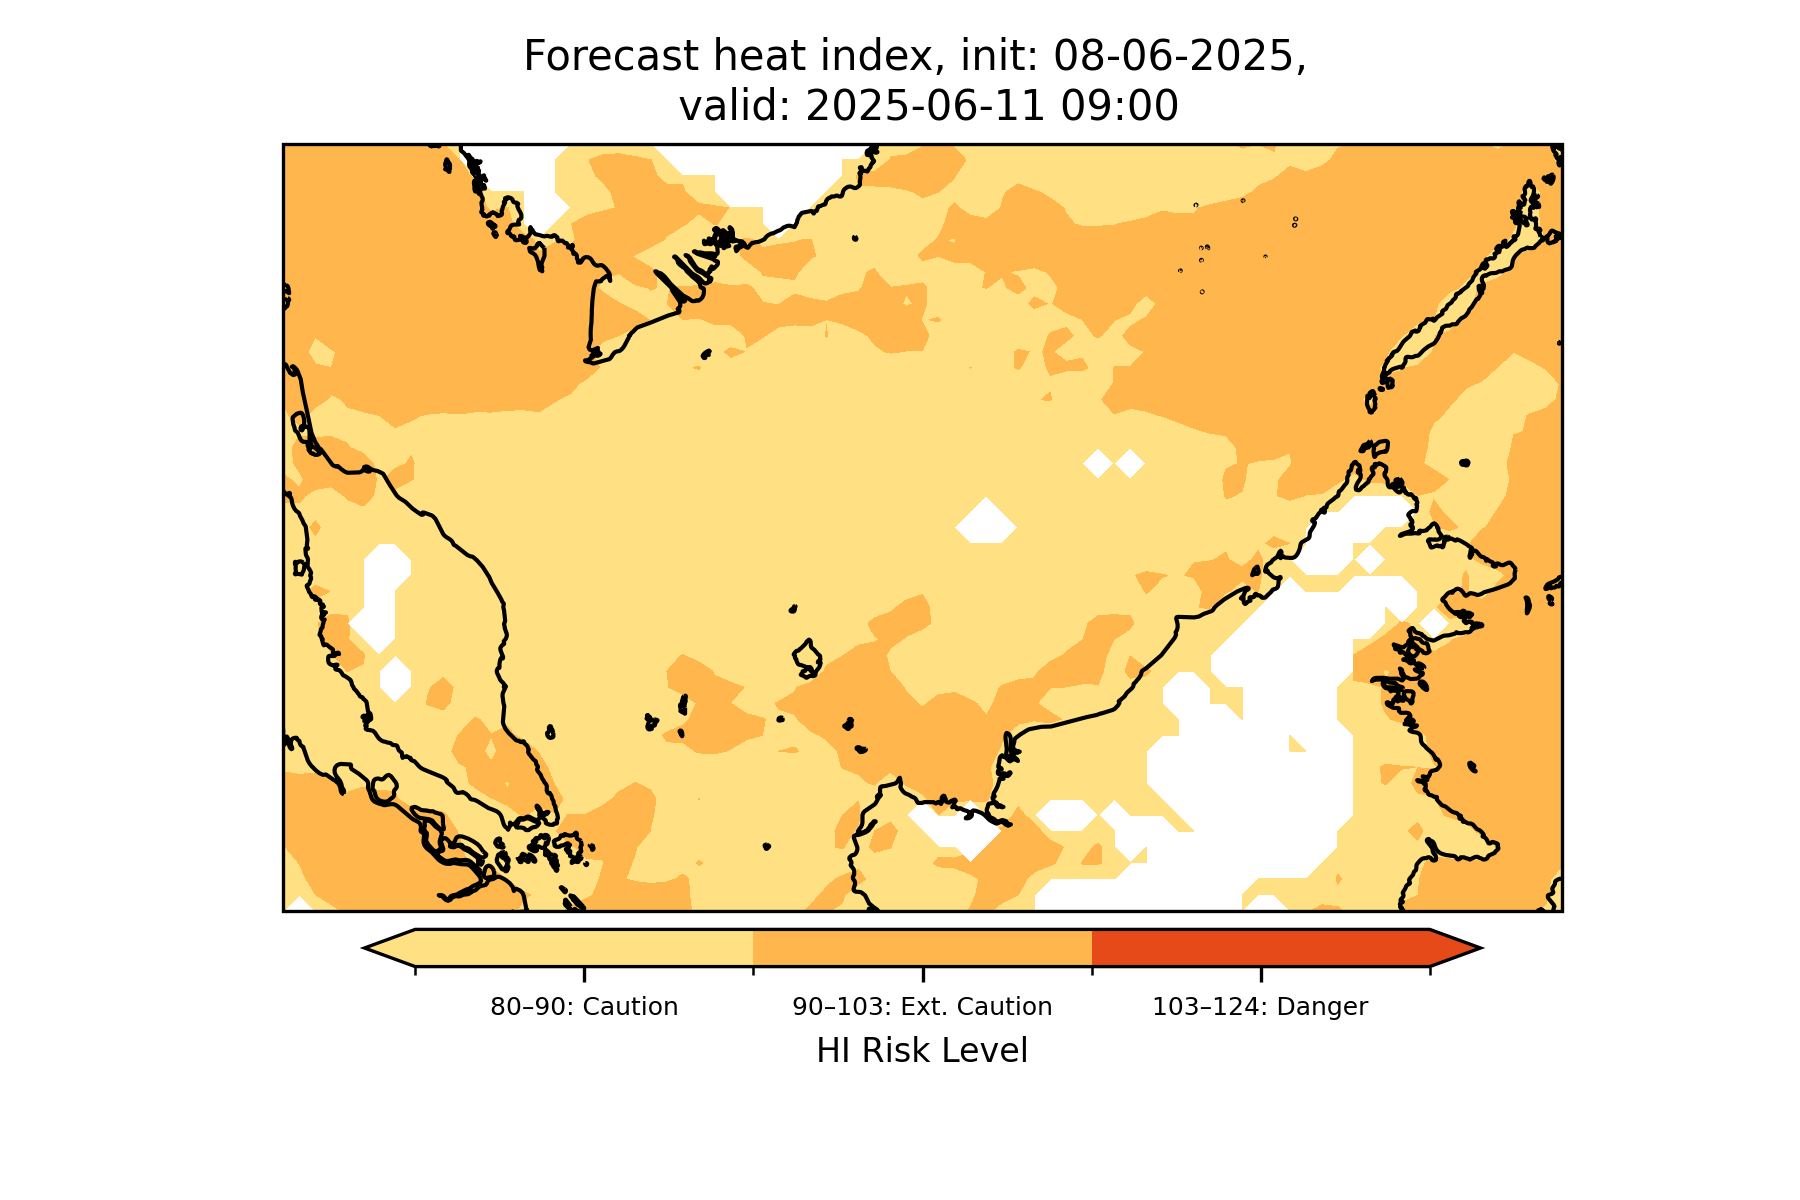 Forecast heat index, init: 08-06-2025,
valid: 2025-06-11 09:00
80–90: Caution
90–103: Ext. Caution
103–124: Danger
HI Risk Level